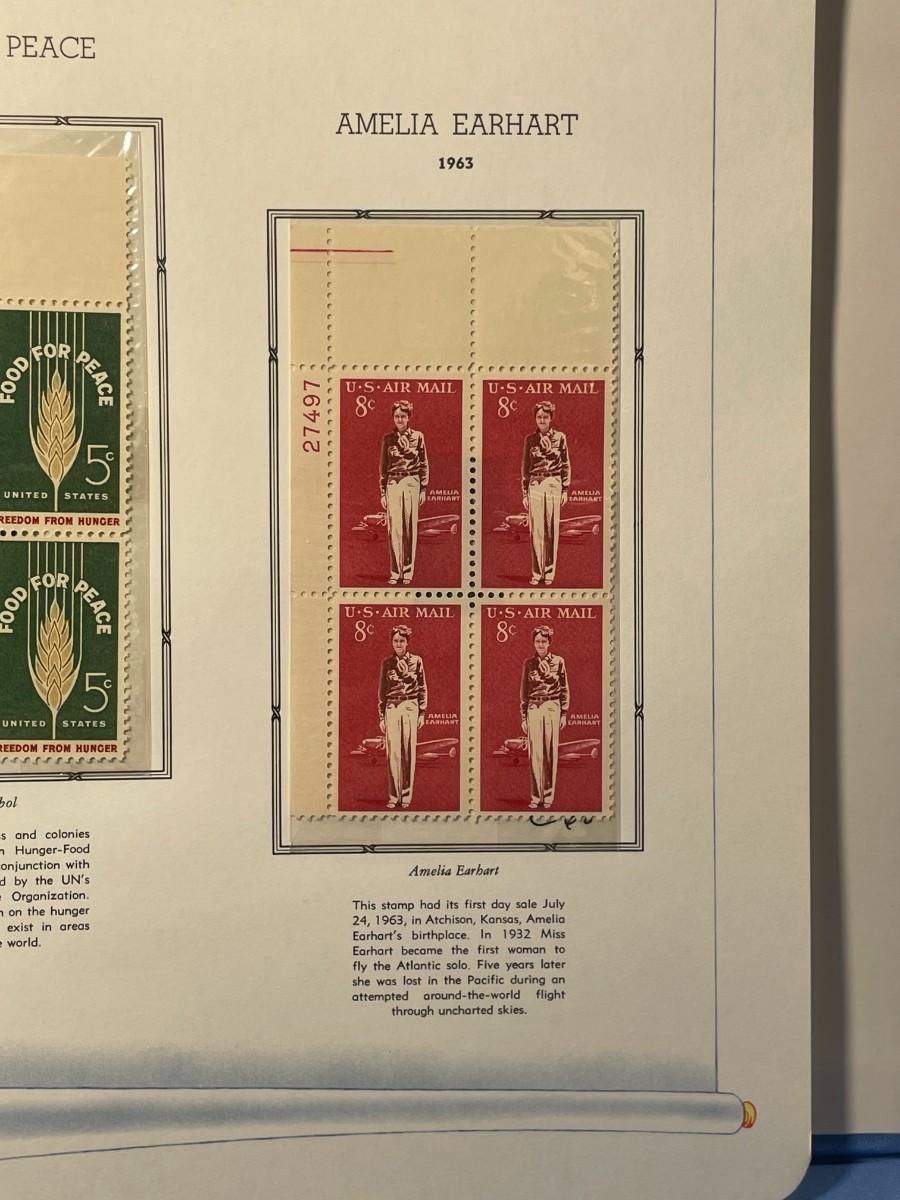 PEACE
FOOD FOR PEACE
5c
UNITED STATES
REEDOM FROM HUNGER
FOOD FOR PEACE
5c
UNITED STATES
REEDOM FROM HUNGER
bol
s and colonies
n Hunger-Food
conjunction with
d by the UN's
e Organization.
n on the hunger
exist in areas
e world.
AMELIA EARHART
1963
27497
U·S·AIR MAIL
8c
AMELIA
EARHART
U·S·AIR MAIL
8c
AMELIA
EARHART
U·S·AIR MAIL
8c
AMELIA
EARHART
U·S·AIR MAIL
8c
AMELIA
EARHART
Amelia Earhart
This stamp had its first day sale July
24, 1963, in Atchison, Kansas, Amelia
Earhart's birthplace. In 1932 Miss
Earhart became the first woman to
fly the Atlantic solo. Five years later
she was lost in the Pacific during an
attempted around-the-world flight
through uncharted skies.